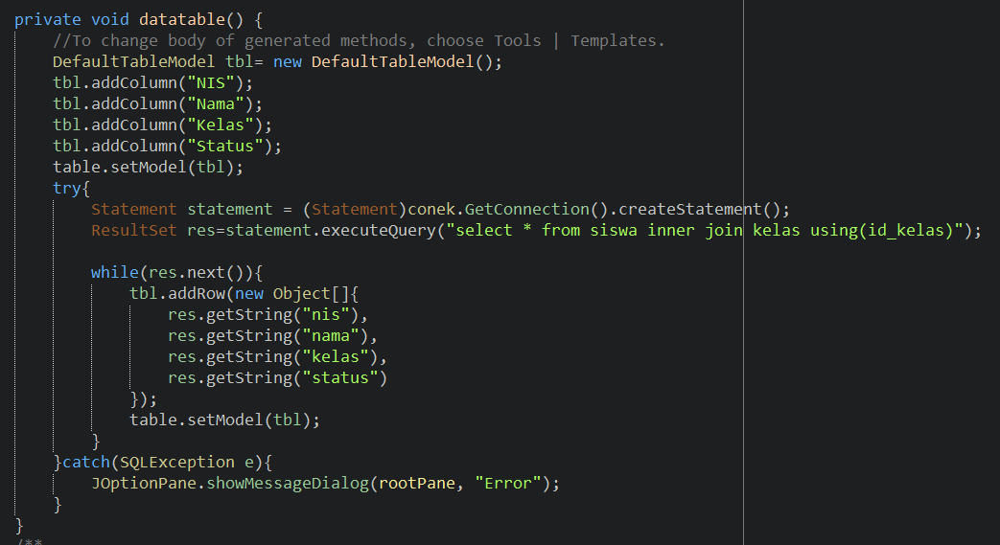 private void datatable() {
    //To change body of generated methods, choose Tools | Templates.
    DefaultTableModel tbl= new DefaultTableModel();
    tbl.addColumn("NIS");
    tbl.addColumn("Nama");
    tbl.addColumn("Kelas");
    tbl.addColumn("Status");
    table.setModel(tbl);
    try{
        Statement statement = (Statement)conek.GetConnection().createStatement();
        ResultSet res=statement.executeQuery("select * from siswa inner join kelas using(id_kelas)");

        while(res.next()){
            tbl.addRow(new Object[]{
                res.getString("nis"),
                res.getString("nama"),
                res.getString("kelas"),
                res.getString("status")
            });
            table.setModel(tbl);
        }
    }catch(SQLException e){
        JOptionPane.showMessageDialog(rootPane, "Error");
    }
}
/**